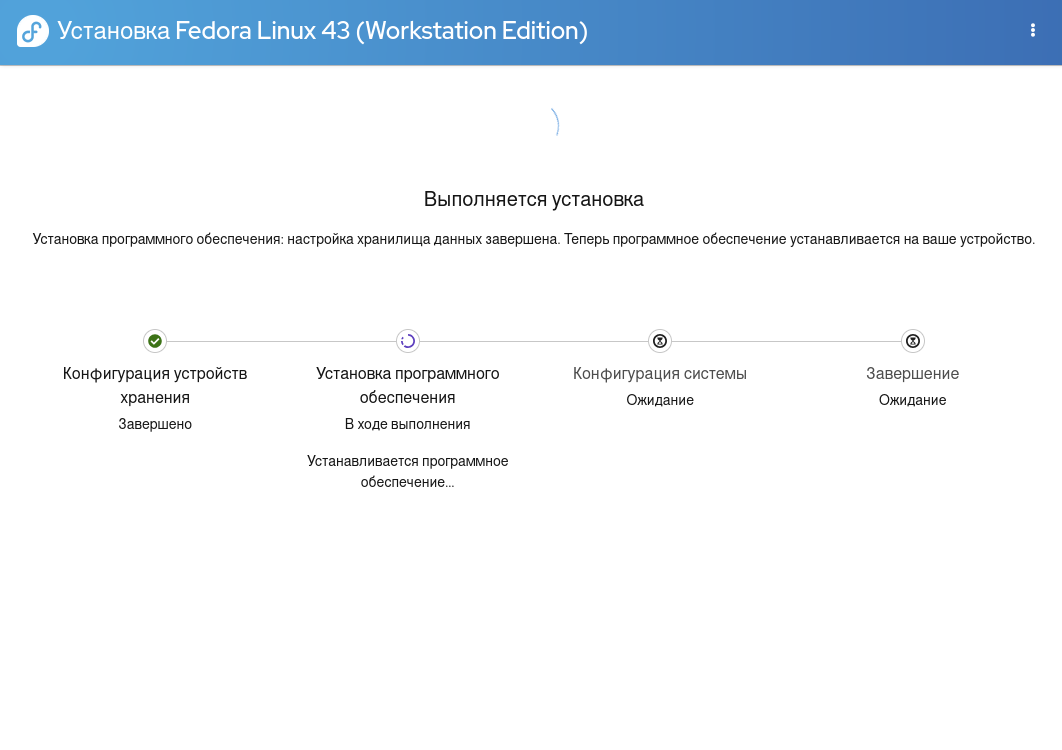 Установка Fedora Linux 43 (Workstation Edition)
Выполняется установка
Установка программного обеспечения: настройка хранилища данных завершена. Теперь программное обеспечение устанавливается на ваше устройство.
Конфигурация устройств
хранения
Завершено
Установка программного
обеспечения
В ходе выполнения
Устанавливается программное
обеспечение...
Конфигурация системы
Ожидание
Завершение
Ожидание